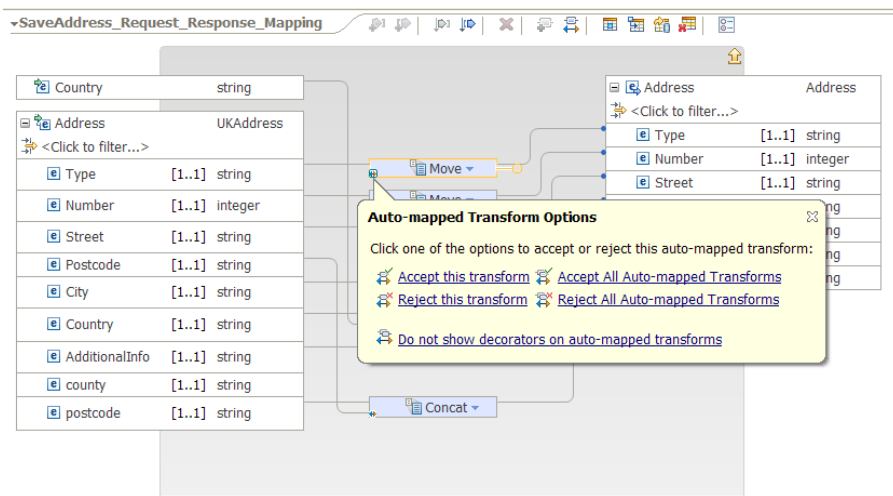 SaveAddress_Request_Response_Mapping
Country string
Address UKAddress
<Click to filter...>
Type [1..1] string
Number [1..1] integer
Street [1..1] string
Postcode [1..1] string
City [1..1] string
Country [1..1] string
AdditionalInfo [1..1] string
county [1..1] string
postcode [1..1] string
Move
Move
Auto-mapped Transform Options
Click one of the options to accept or reject this auto-mapped transform:
Accept this transform Accept All Auto-mapped Transforms
Reject this transform Reject All Auto-mapped Transforms
Do not show decorators on auto-mapped transforms
Concat
Address Address
<Click to filter...>
Type [1..1] string
Number [1..1] integer
Street [1..1] string
ng
ng
ng
ng